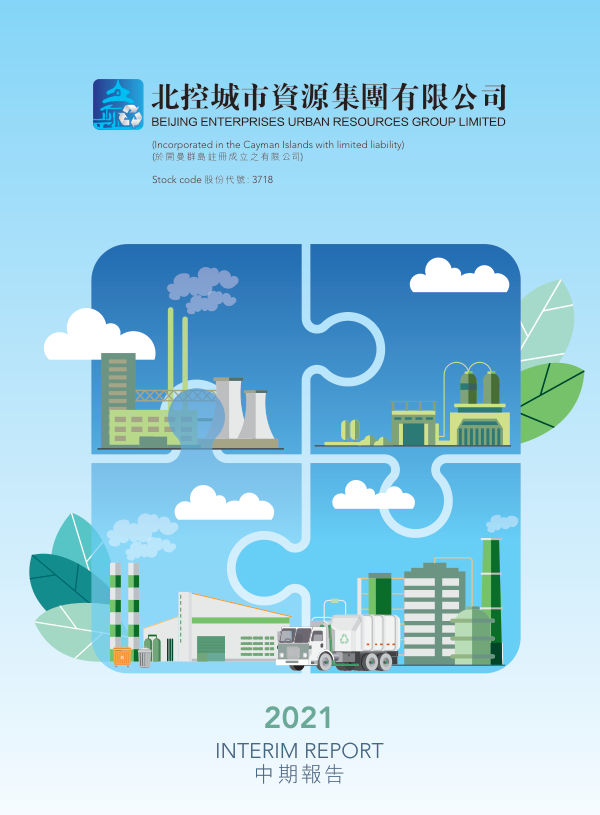 北控城市資源集團有限公司
BEIJING ENTERPRISES URBAN RESOURCES GROUP LIMITED
(Incorporated in the Cayman Islands with limited liability)
(於開曼群島註冊成立之有限公司)
Stock code 股份代號: 3718
2021
INTERIM REPORT
中期報告